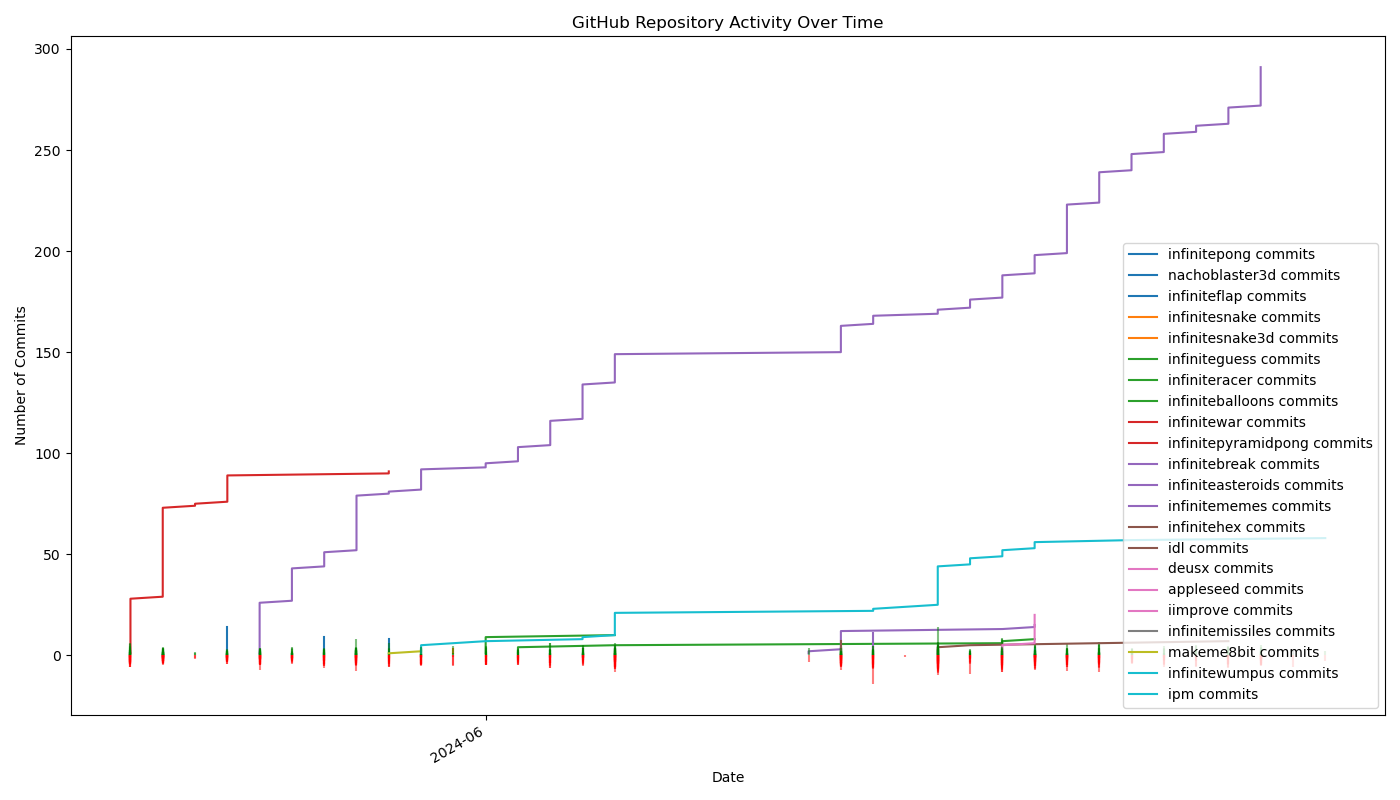 GitHub Repository Activity Over Time
Number of Commits
300
250
200
150
100
50
0
infinitepong commits
nachoblaster3d commits
infiniteflap commits
infinitesnake commits
infinitesnake3d commits
infiniteguess commits
infiniteracer commits
infiniteballoons commits
infinitewar commits
infinitepyramidpong commits
infinitebreak commits
infiniteasteroids commits
infinitememes commits
infinitehex commits
idl commits
deusx commits
appleseed commits
iimprove commits
infinitemissiles commits
makeme8bit commits
infinitewumpus commits
ipm commits
2024-06
Date